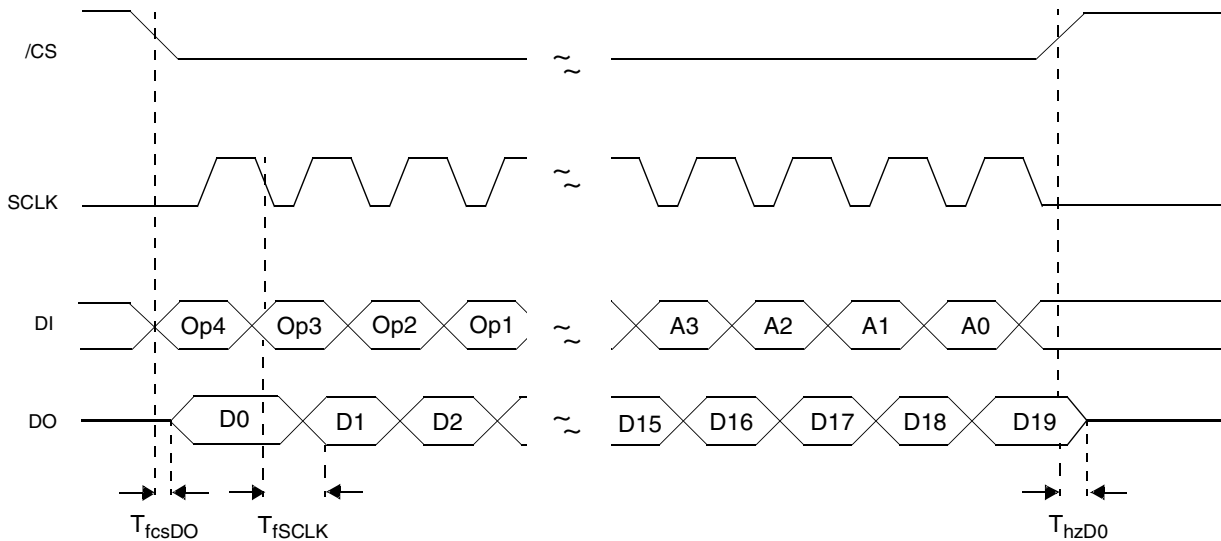 /CS
SCLK
DI Op4 Op3 Op2 Op1 A3 A2 A1 A0
DO D0 D1 D2 D15 D16 D17 D18 D19
TfcsDO TfSCLK ThzD0